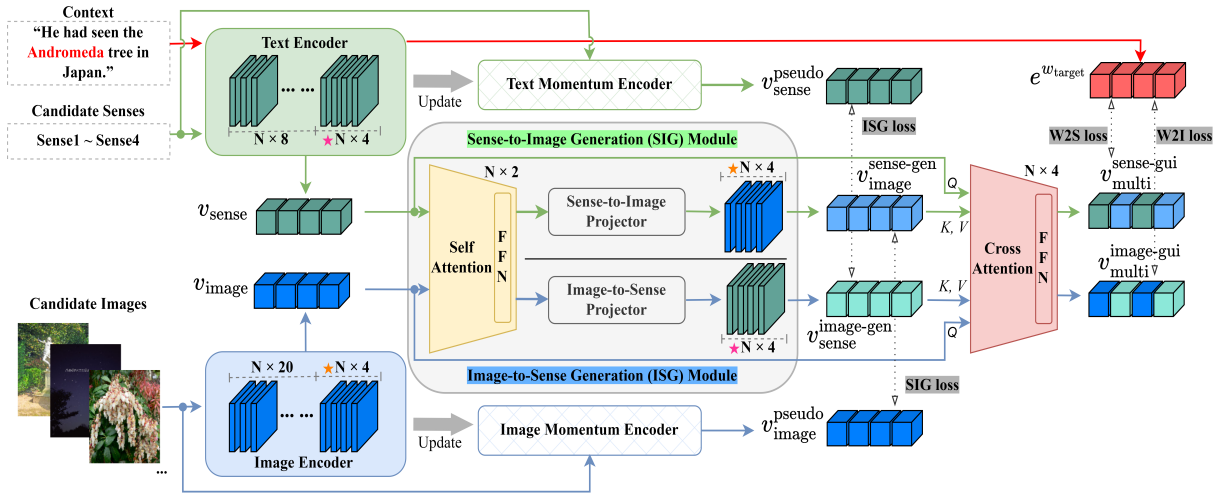 Context
“He had seen the
Andromeda tree in
Japan.”
Candidate Senses
Sense1 ~ Sense4
Text Encoder
... ...
N × 8
★ N × 4
Update
Text Momentum Encoder
v_sense^pseudo
ISG loss
e^{w_target}
W2S loss
W2I loss
Sense-to-Image Generation (SIG) Module
N × 2
★N × 4
Self
Attention
F
F
N
Sense-to-Image
Projector
Image-to-Sense
Projector
★ N × 4
Image-to-Sense Generation (ISG) Module
v_sense
v_image
v_image^sense-gen
v_sense^image-gen
Q
K, V
K, V
Q
N × 4
Cross
Attention
F
F
N
v_multi^sense-gui
v_multi^image-gui
SIG loss
Candidate Images
...
N × 20
★N × 4
... ...
Image Encoder
Update
Image Momentum Encoder
v_image^pseudo